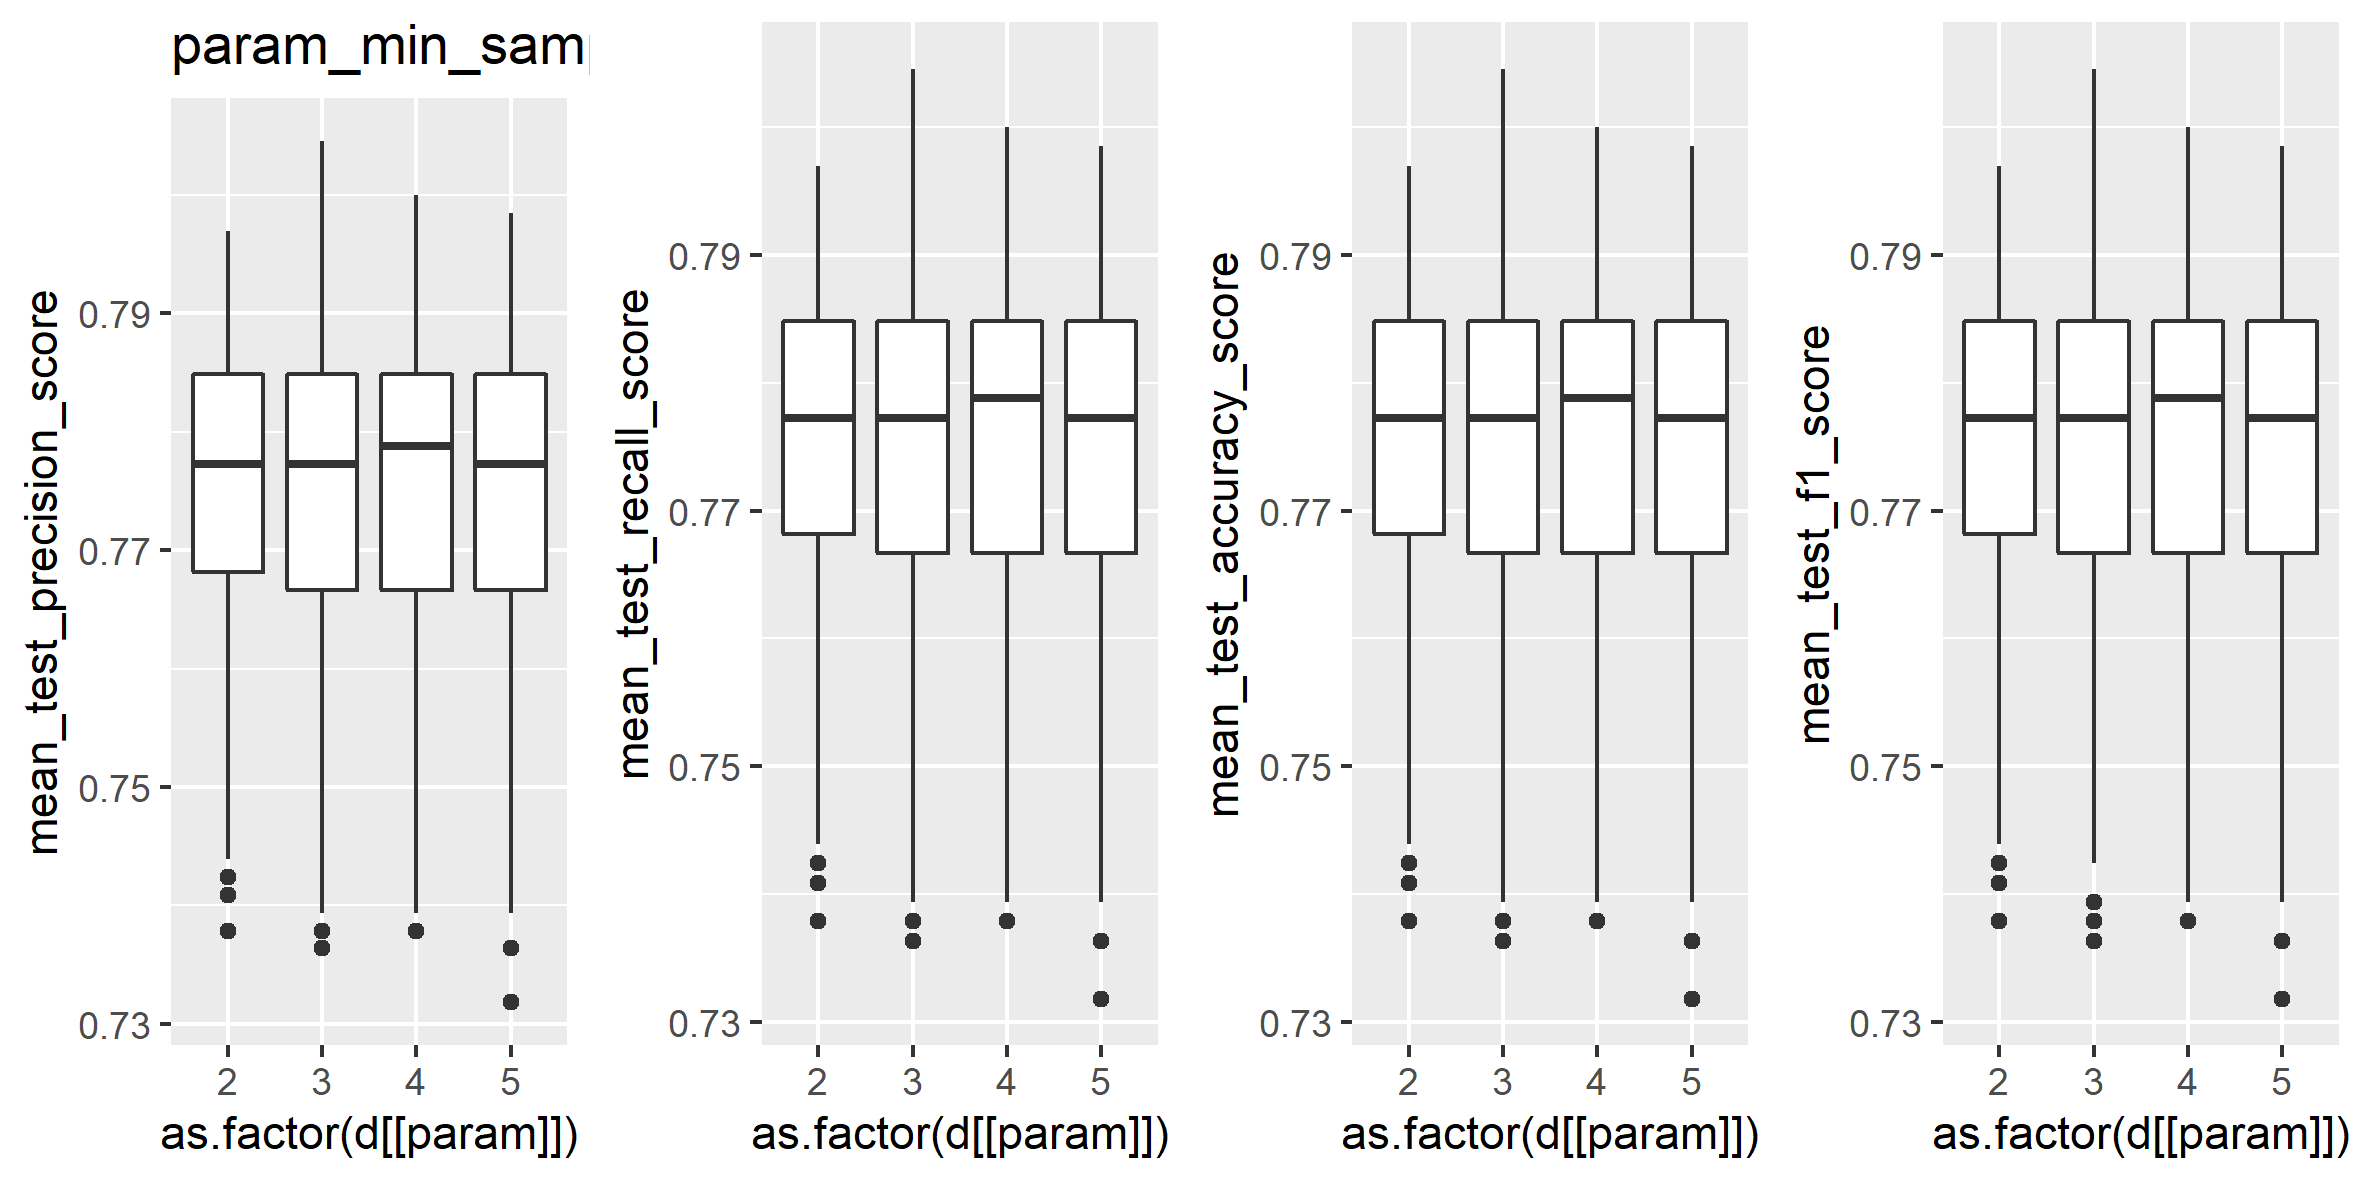 param_min_sam
mean_test_precision_score
0.79
0.77
0.75
0.73
2 3 4 5
as.factor(d[[param]])
mean_test_recall_score
0.79
0.77
0.75
0.73
2 3 4 5
as.factor(d[[param]])
mean_test_accuracy_score
0.79
0.77
0.75
0.73
2 3 4 5
as.factor(d[[param]])
mean_test_f1_score
0.79
0.77
0.75
0.73
2 3 4 5
as.factor(d[[param]])